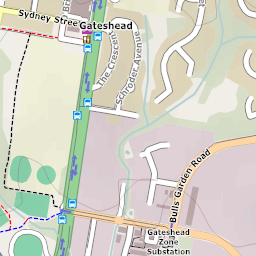 Sydney Street
Gateshead
The Crescent
Schroder Avenue
Bulls Garden Road
Gateshead
Zone
Substation